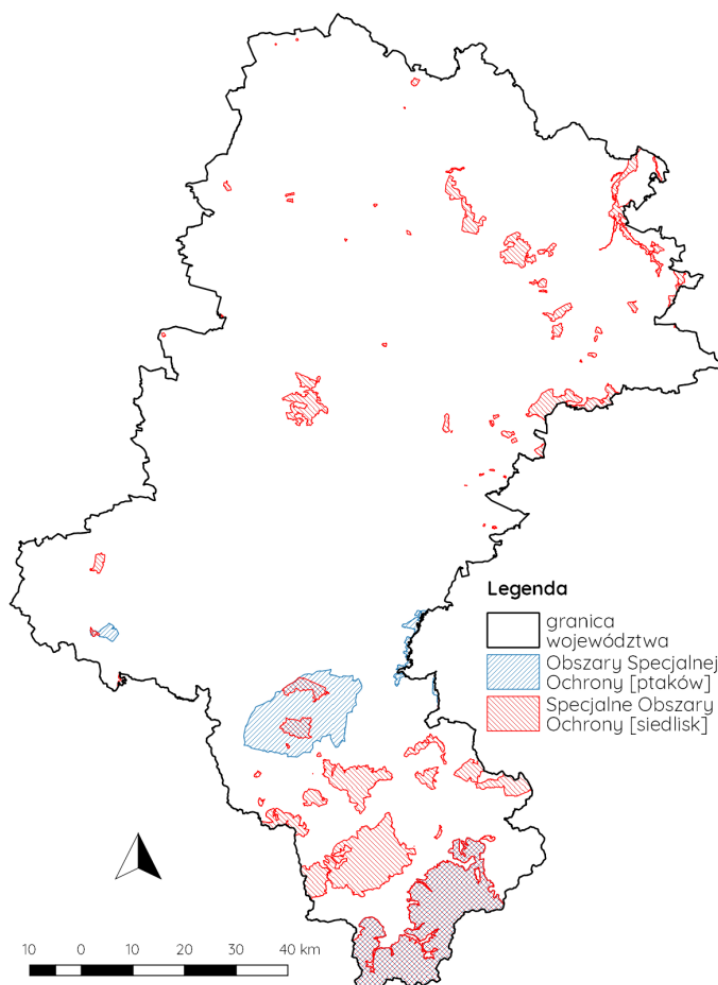 Legenda
granica
województwa
Obszary Specjalnej
Ochrony [ptaków]
Specjalne Obszary
Ochrony [siedlisk]
10 0 10 20 30 40 km